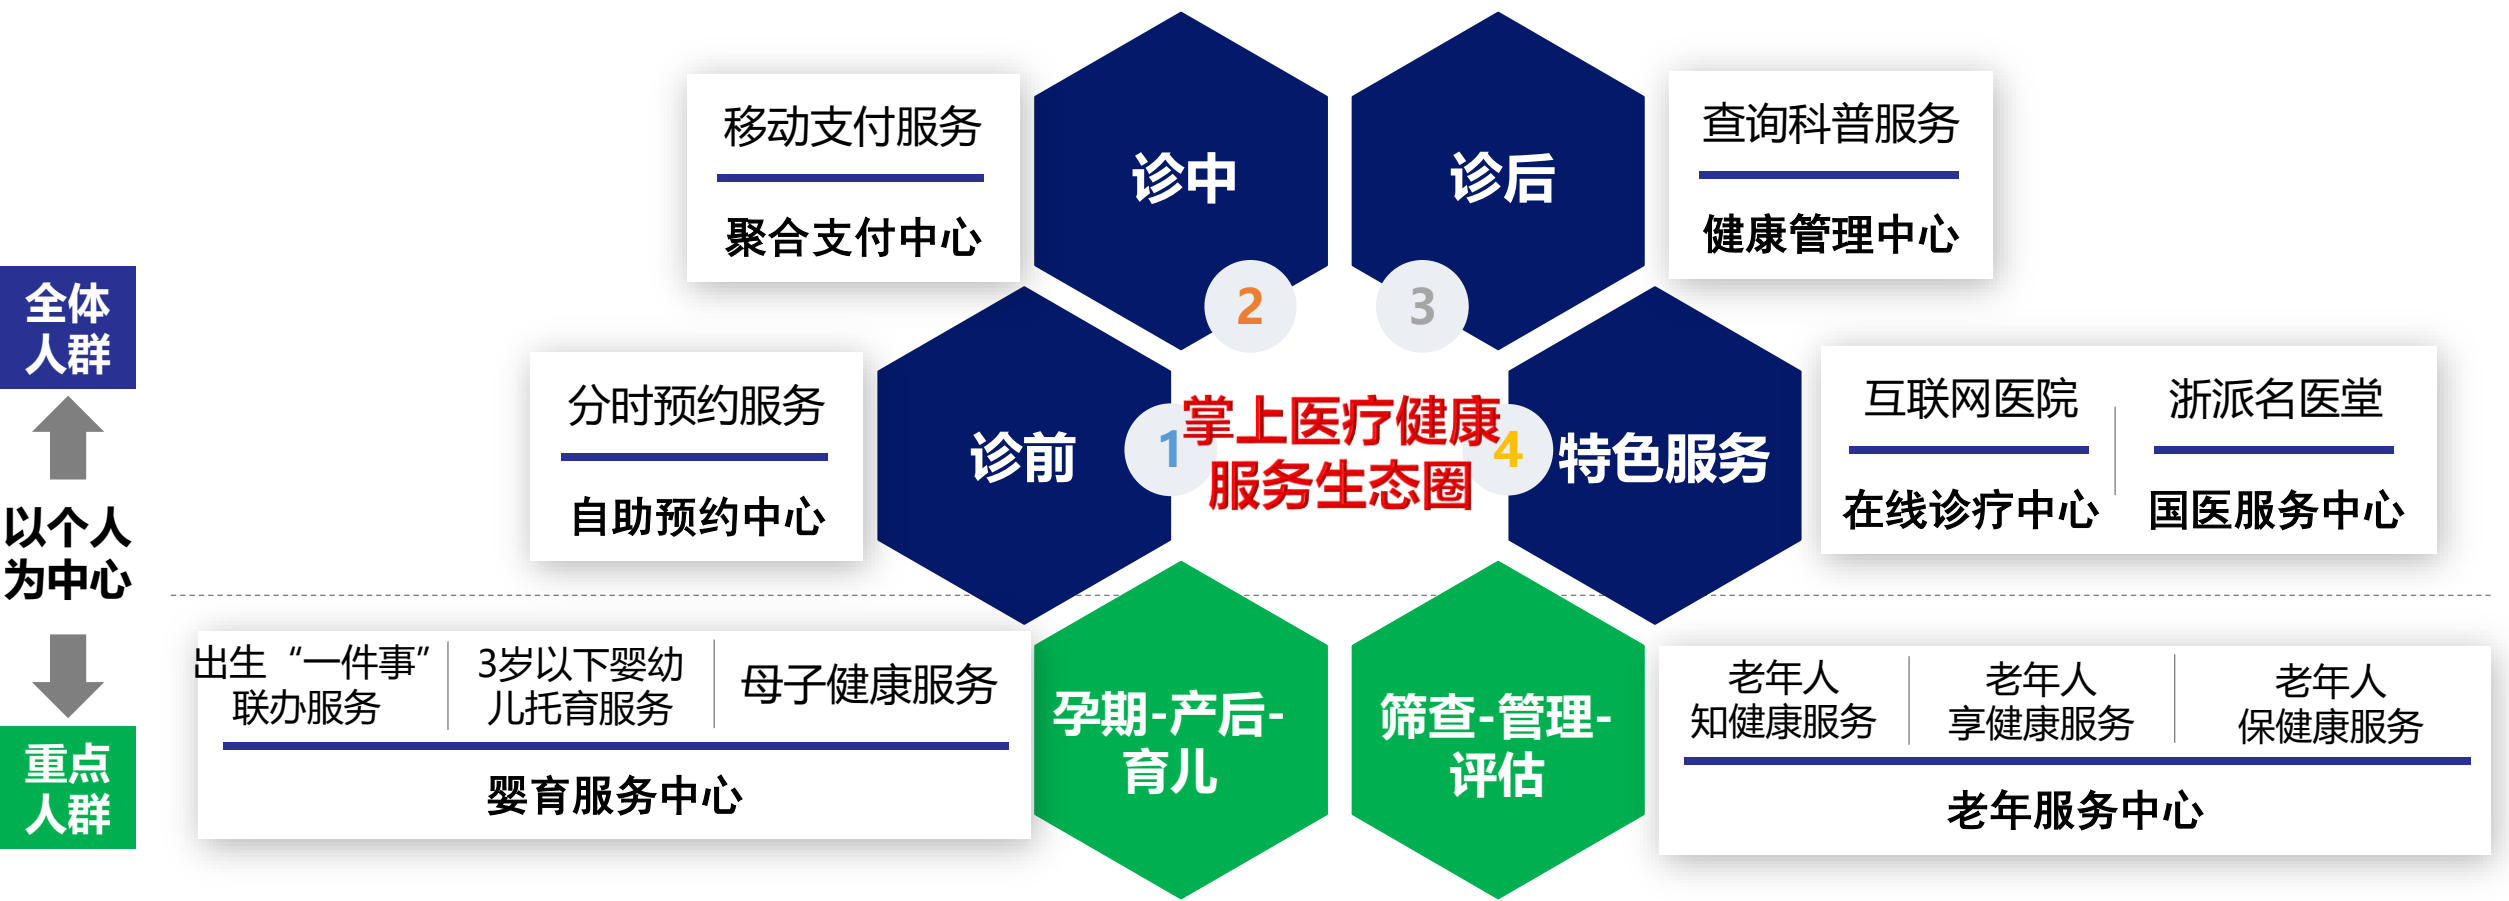 移动支付服务
聚合支付中心
诊中
诊后
查询科普服务
健康管理中心
2
3
全体
人群
分时预约服务
自助预约中心
诊前
1
掌上医疗健康
服务生态圈
4
特色服务
互联网医院
在线诊疗中心
浙派名医堂
国医服务中心
以个人
为中心
出生“一件事”
联办服务
3岁以下婴幼
儿托育服务
母子健康服务
婴育服务中心
孕期-产后-
育儿
筛查-管理-
评估
老年人
知健康服务
老年人
享健康服务
老年人
保健康服务
老年服务中心
重点
人群